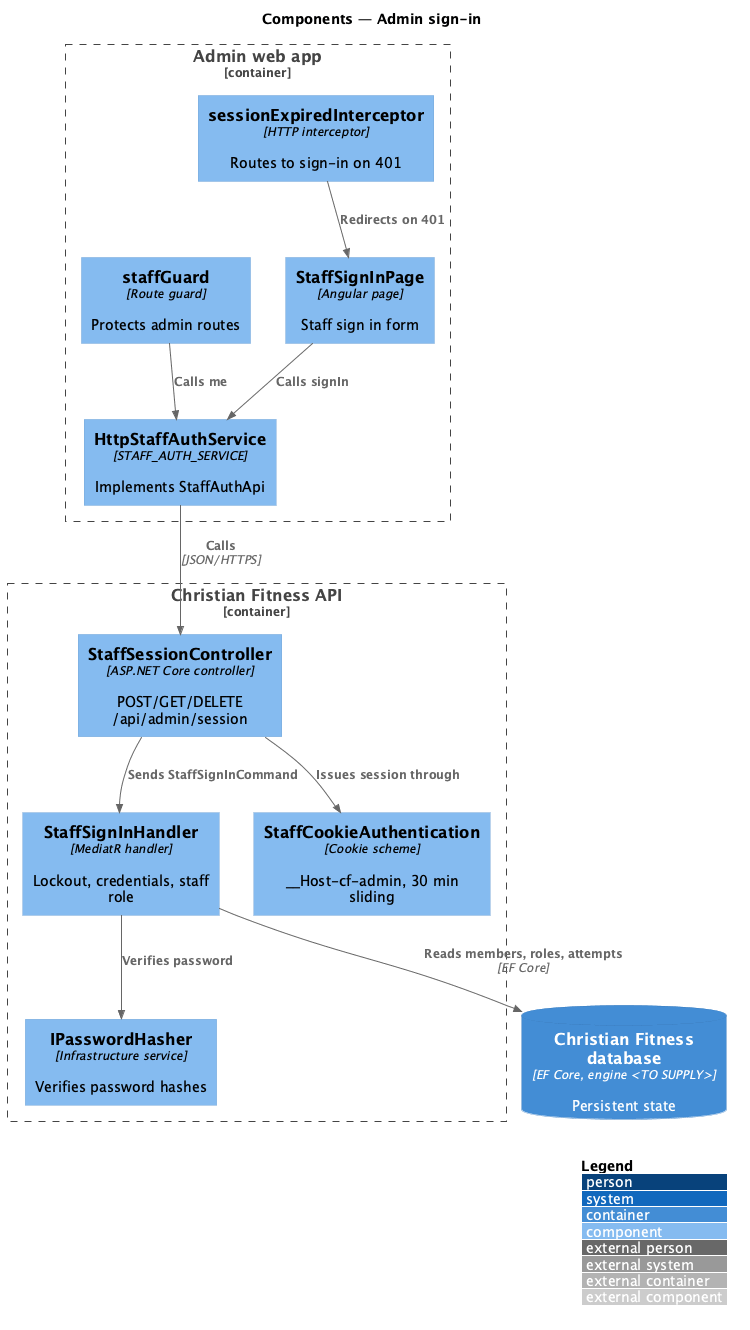 Components — Admin sign-in
Admin web app
[container]
sessionExpiredInterceptor
[HTTP interceptor]
Routes to sign-in on 401
Redirects on 401
staffGuard
[Route guard]
Protects admin routes
StaffSignInPage
[Angular page]
Staff sign in form
Calls me
Calls signIn
HttpStaffAuthService
[STAFF_AUTH_SERVICE]
Implements StaffAuthApi
Calls
[JSON/HTTPS]
Christian Fitness API
[container]
StaffSessionController
[ASP.NET Core controller]
POST/GET/DELETE
/api/admin/session
Sends StaffSignInCommand
Issues session through
StaffSignInHandler
[MediatR handler]
Lockout, credentials, staff
role
StaffCookieAuthentication
[Cookie scheme]
__Host-cf-admin, 30 min
sliding
Verifies password
Reads members, roles, attempts
[EF Core]
IPasswordHasher
[Infrastructure service]
Verifies password hashes
Christian Fitness
database
[EF Core, engine <TO SUPPLY>]
Persistent state
Legend
person
system
container
component
external person
external system
external container
external component